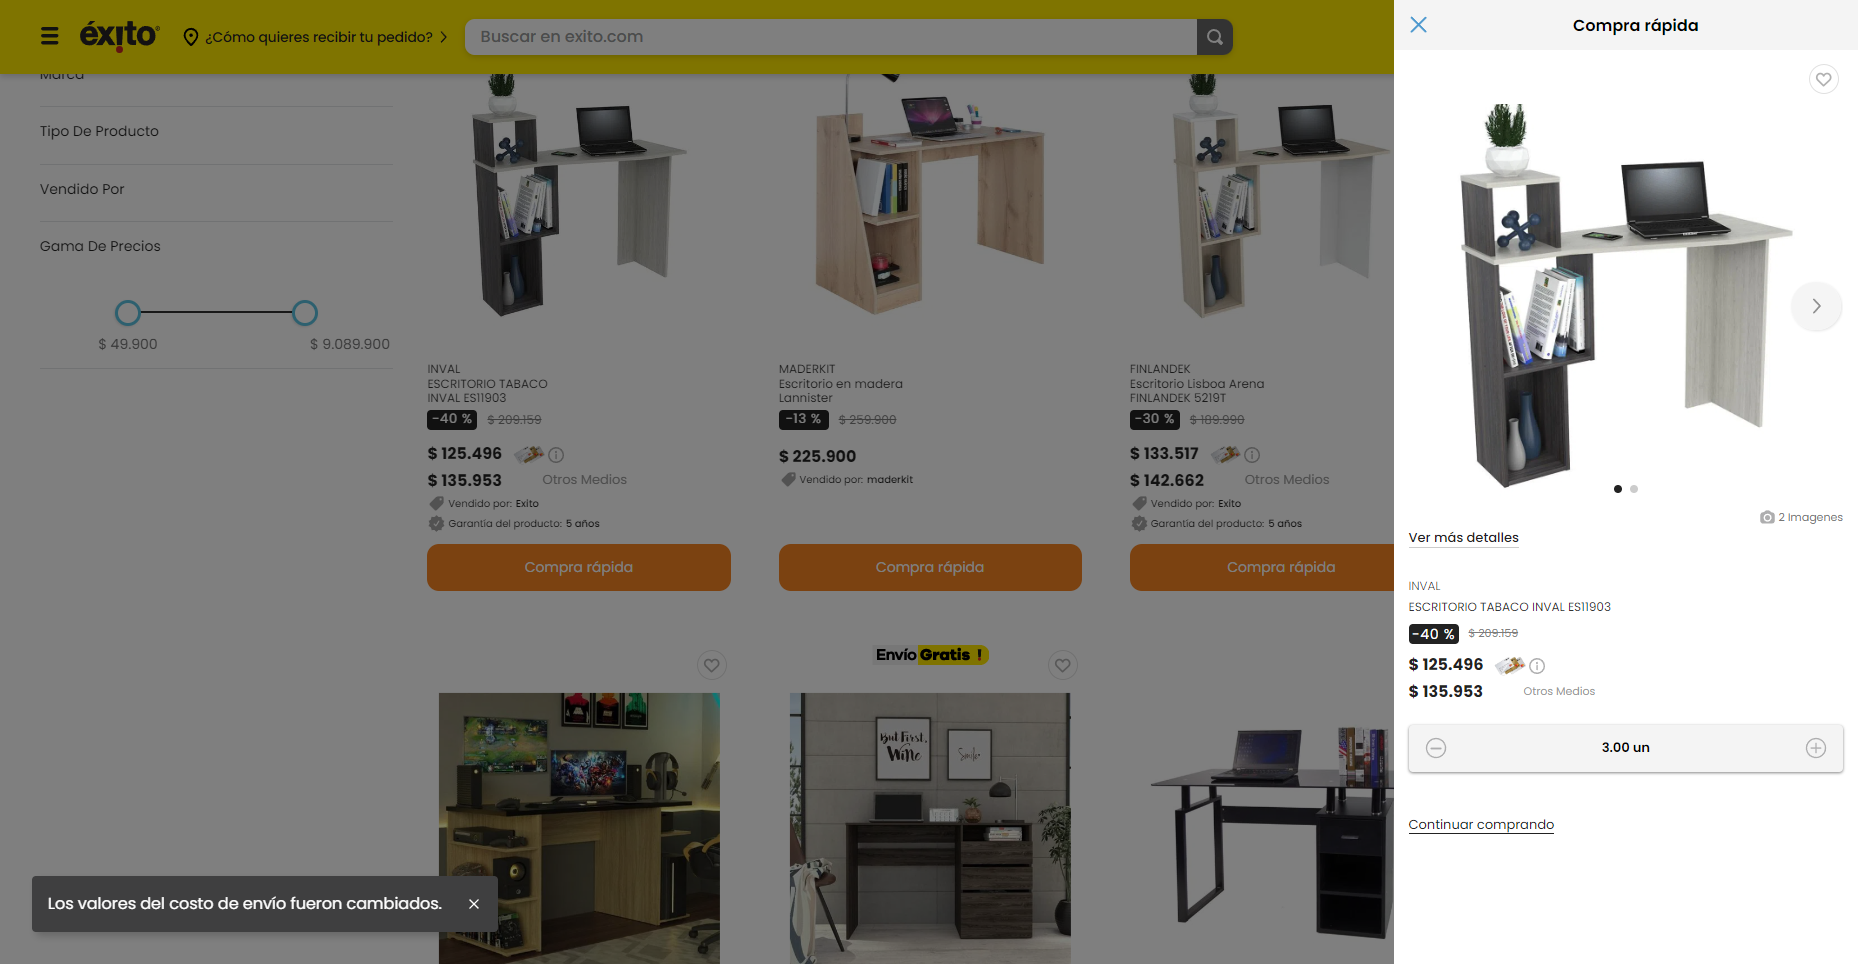 éxito
¿Cómo quieres recibir tu pedido?
Buscar en exito.com
Marca
Tipo De Producto
Vendido Por
Gama De Precios
$ 49.900
$ 9.089.900
INVAL
ESCRITORIO TABACO
INVAL ES11903
-40 %
$ 209.159
$ 125.496
$ 135.953
Otros Medios
Vendido por: Exito
Garantía del producto: 5 años
Compra rápida
MADERKIT
Escritorio en madera
Lannister
-13 %
$ 259.900
$ 225.900
Vendido por: maderkit
Compra rápida
FINLANDEK
Escritorio Lisboa Arena
FINLANDEK 5219T
-30 %
$ 189.990
$ 133.517
$ 142.662
Otros Medios
Vendido por: Exito
Garantía del producto: 5 años
Compra rápida
Envío Gratis !
But First,
Wine
Smile
Los valores del costo de envío fueron cambiados.
Compra rápida
2 Imagenes
Ver más detalles
INVAL
ESCRITORIO TABACO INVAL ES11903
-40 %
$ 209.159
$ 125.496
$ 135.953
Otros Medios
3.00 un
Continuar comprando